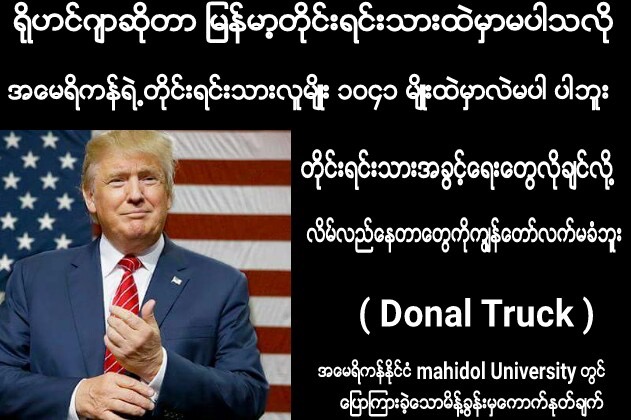 ရိုဟင်ဂျာဆိုတာ မြန်မာ့တိုင်းရင်းသားထဲမှာမပါသလို
အမေရိကန်ရဲ့တိုင်းရင်းသားလူမျိုး ၁၀၄၁ မျိုးထဲမှာလဲမပါ ပါဘူး
တိုင်းရင်းသားအခွင့်ရေးတွေလိုချင်လို့
လိမ်လည်နေတာတွေကိုကျွန်တော်လက်မခံဘူး
( Donal Truck )
အမေရိကန်နိုင်ငံ mahidol University တွင်
ပြောကြားခဲ့သောမိန့်ခွန်းမှကောက်နုတ်ချက်